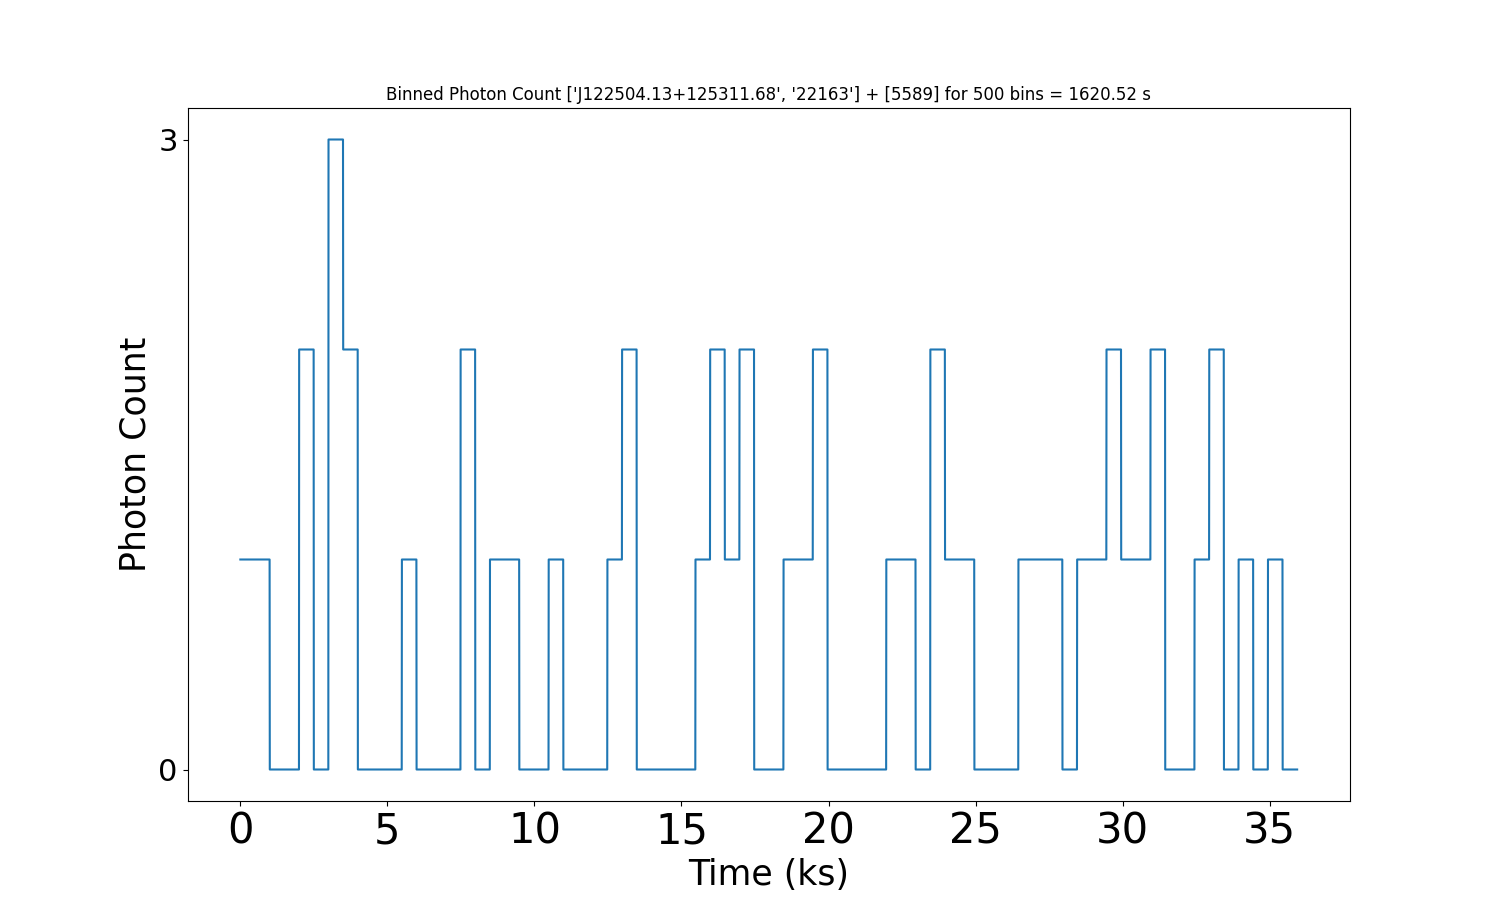 Binned Photon Count ['J122504.13+125311.68', '22163'] + [5589] for 500 bins = 1620.52 s
3
Photon Count
0
0 5 10 15 20 25 30 35
Time (ks)